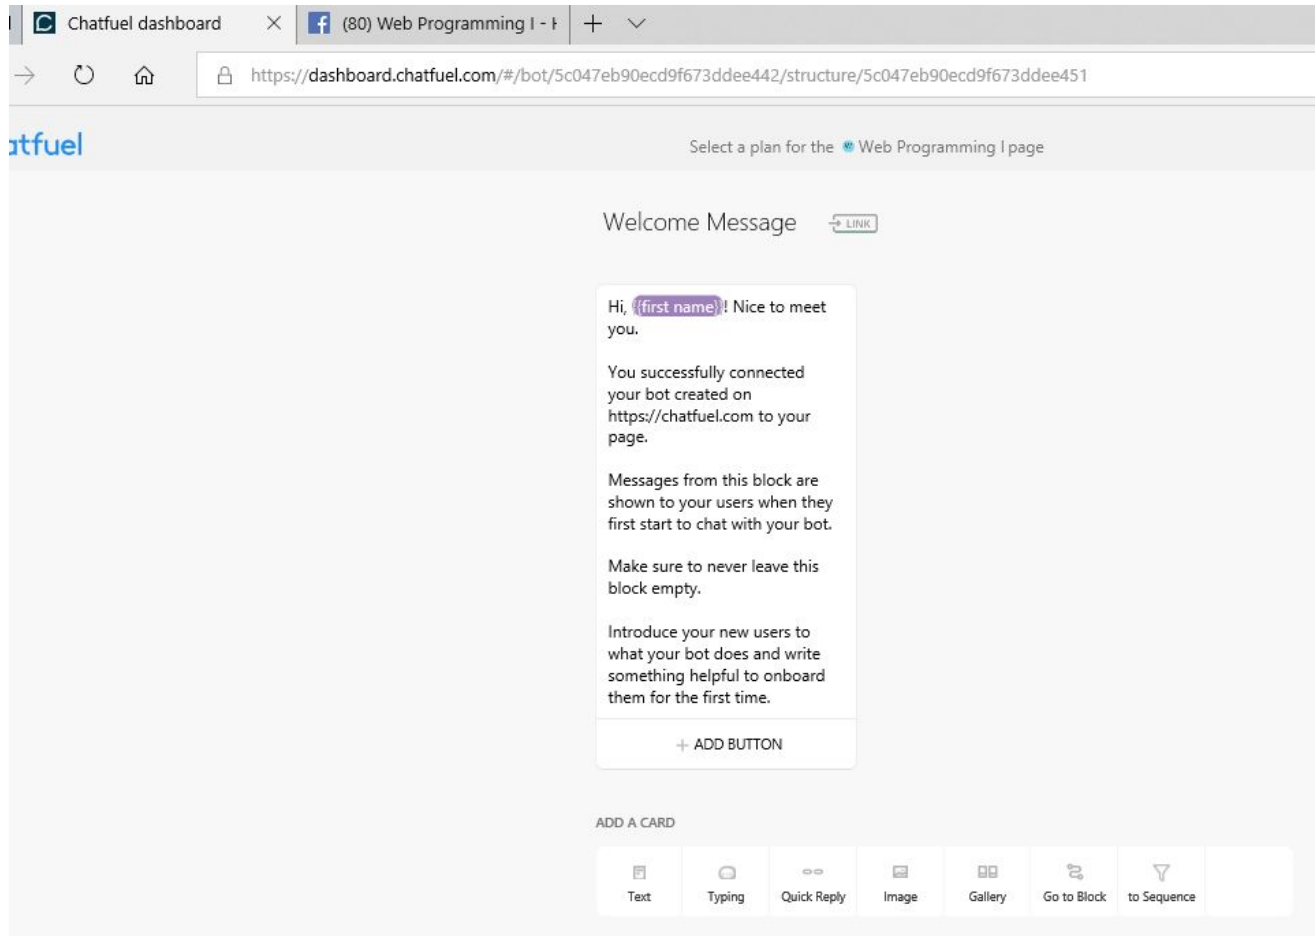 Chatfuel dashboard
(80) Web Programming I - H
https://dashboard.chatfuel.com/#/bot/5c047eb90ecd9f673ddee442/structure/5c047eb90ecd9f673ddee451
atfuel
Select a plan for the Web Programming I page
Welcome Message
LINK
Hi, {{first name}}! Nice to meet
you.
You successfully connected
your bot created on
https://chatfuel.com to your
page.
Messages from this block are
shown to your users when they
first start to chat with your bot.
Make sure to never leave this
block empty.
Introduce your new users to
what your bot does and write
something helpful to onboard
them for the first time.
+ ADD BUTTON
ADD A CARD
Text Typing Quick Reply Image Gallery Go to Block to Sequence